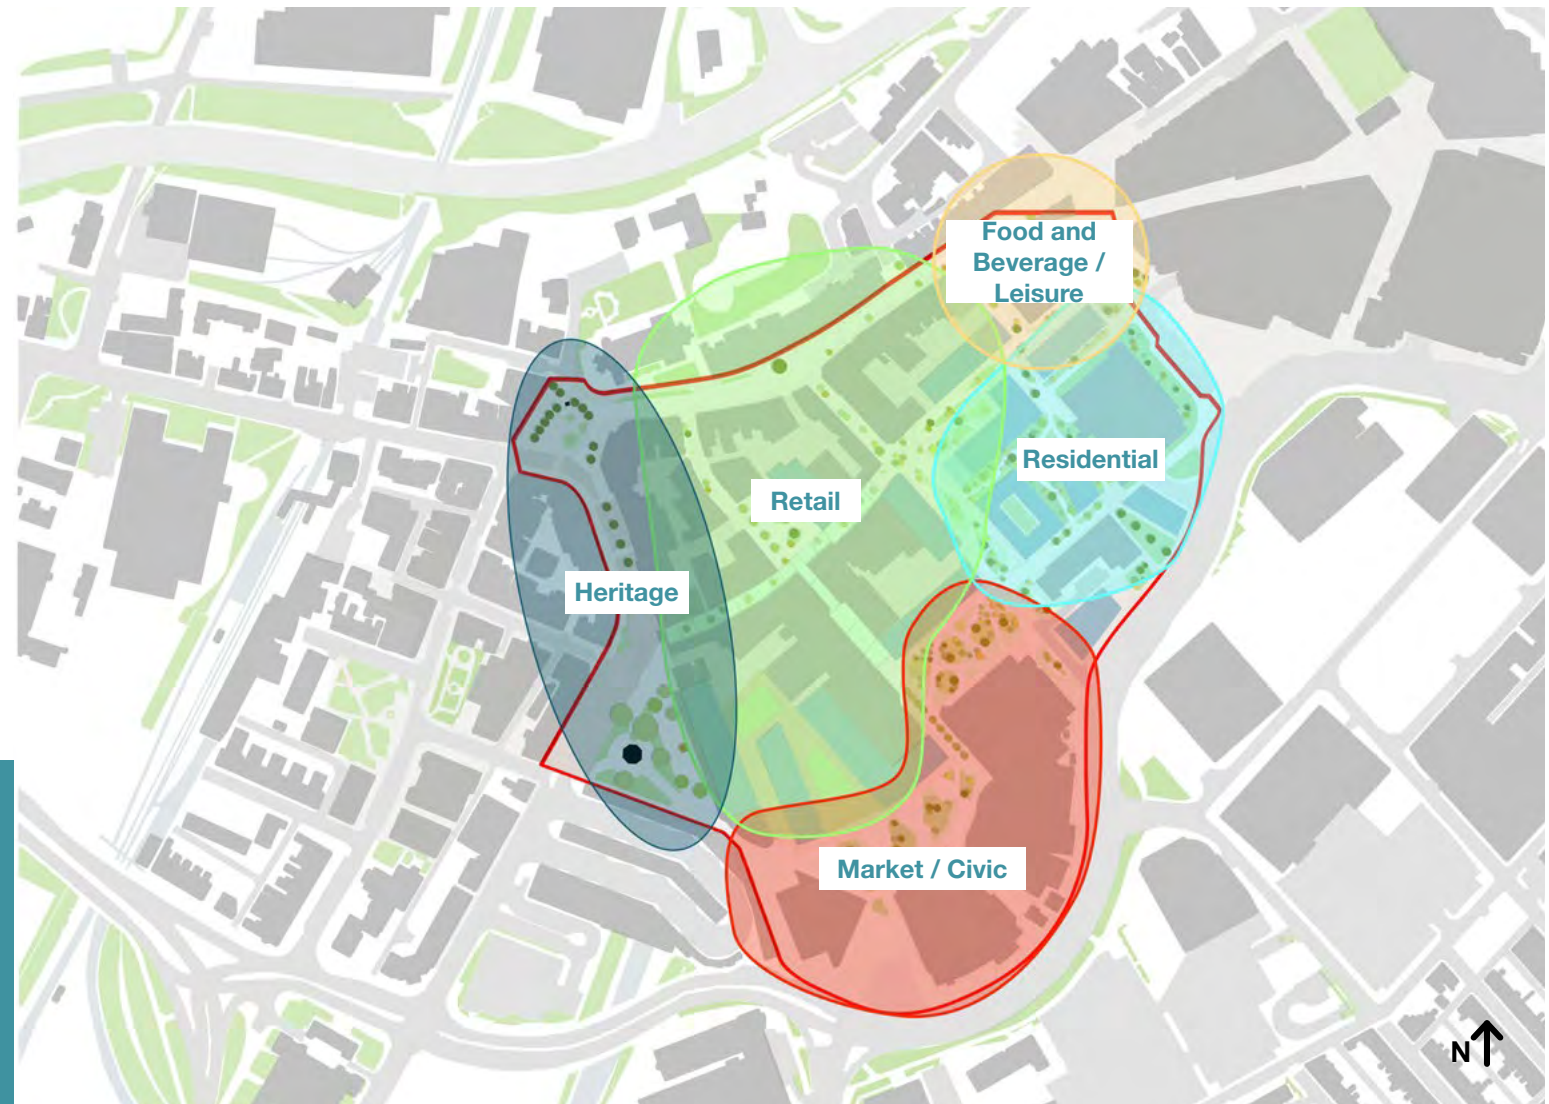 Food and
Beverage /
Leisure
Residential
Retail
Heritage
Market / Civic
N